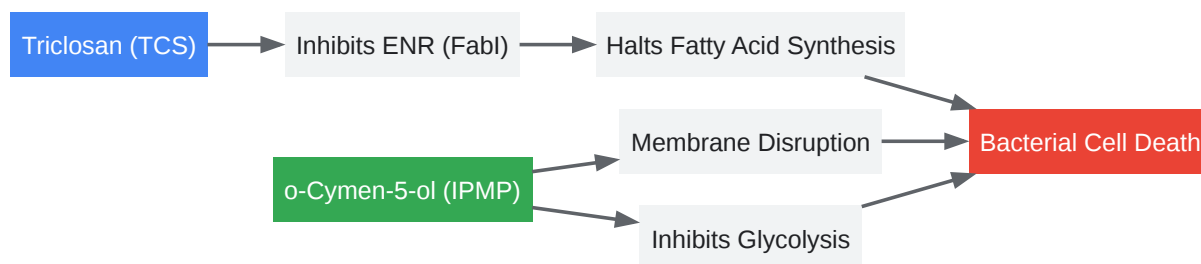 Triclosan (TCS)
Inhibits ENR (FabI)
Halts Fatty Acid Synthesis
Membrane Disruption
Bacterial Cell Death
o-Cymen-5-ol (IPMP)
Inhibits Glycolysis